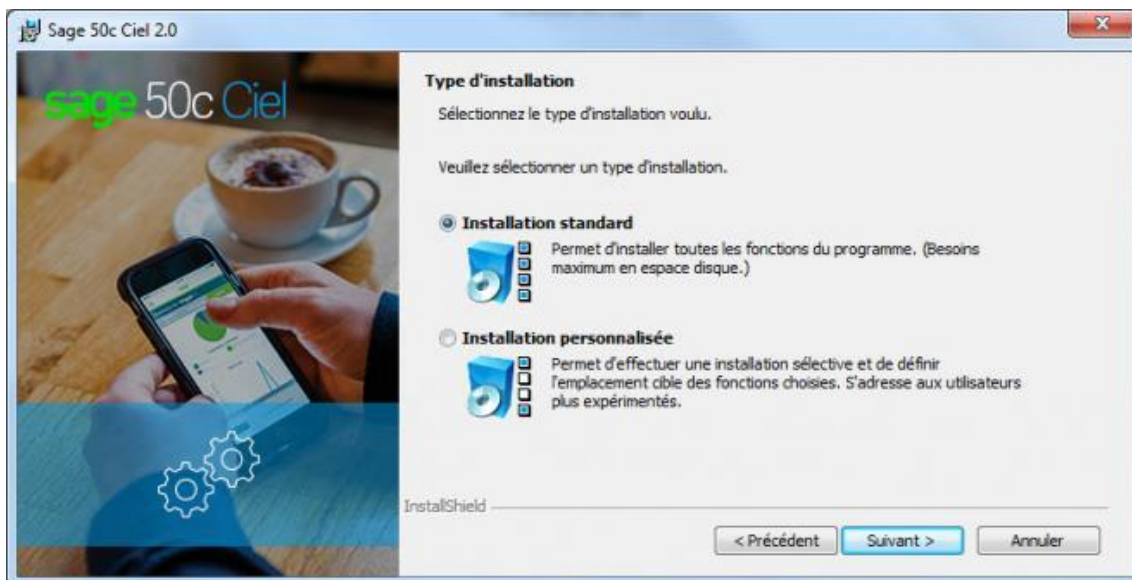 Sage 50c Ciel 2.0
sage 50c Ciel
Type d'installation
Sélectionnez le type d'installation voulu.
Veuillez sélectionner un type d'installation.
Installation standard
Permet d'installer toutes les fonctions du programme. (Besoins
maximum en espace disque.)
Installation personnalisée
Permet d'effectuer une installation sélective et de définir
l'emplacement cible des fonctions choisies. S'adresse aux utilisateurs
plus expérimentés.
InstallShield
< Précédent
Suivant >
Annuler